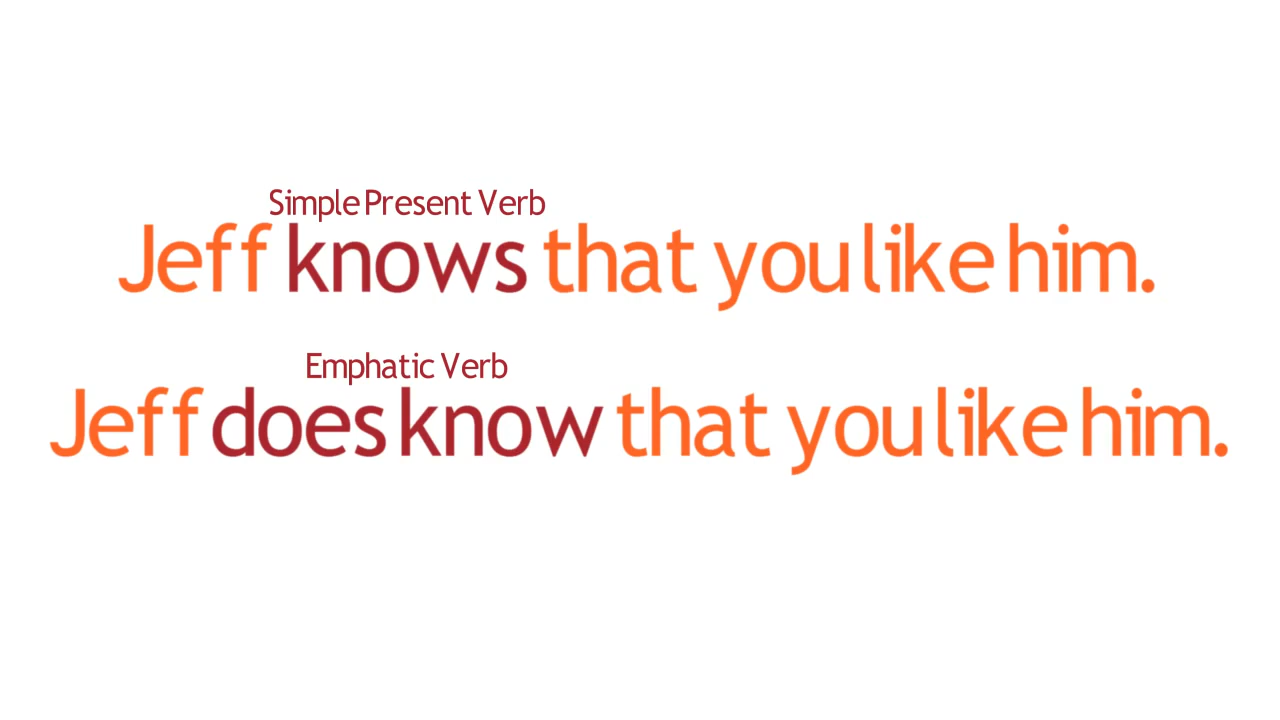 Simple Present Verb
Jeff knows that you like him.
Emphatic Verb
Jeff does know that you like him.